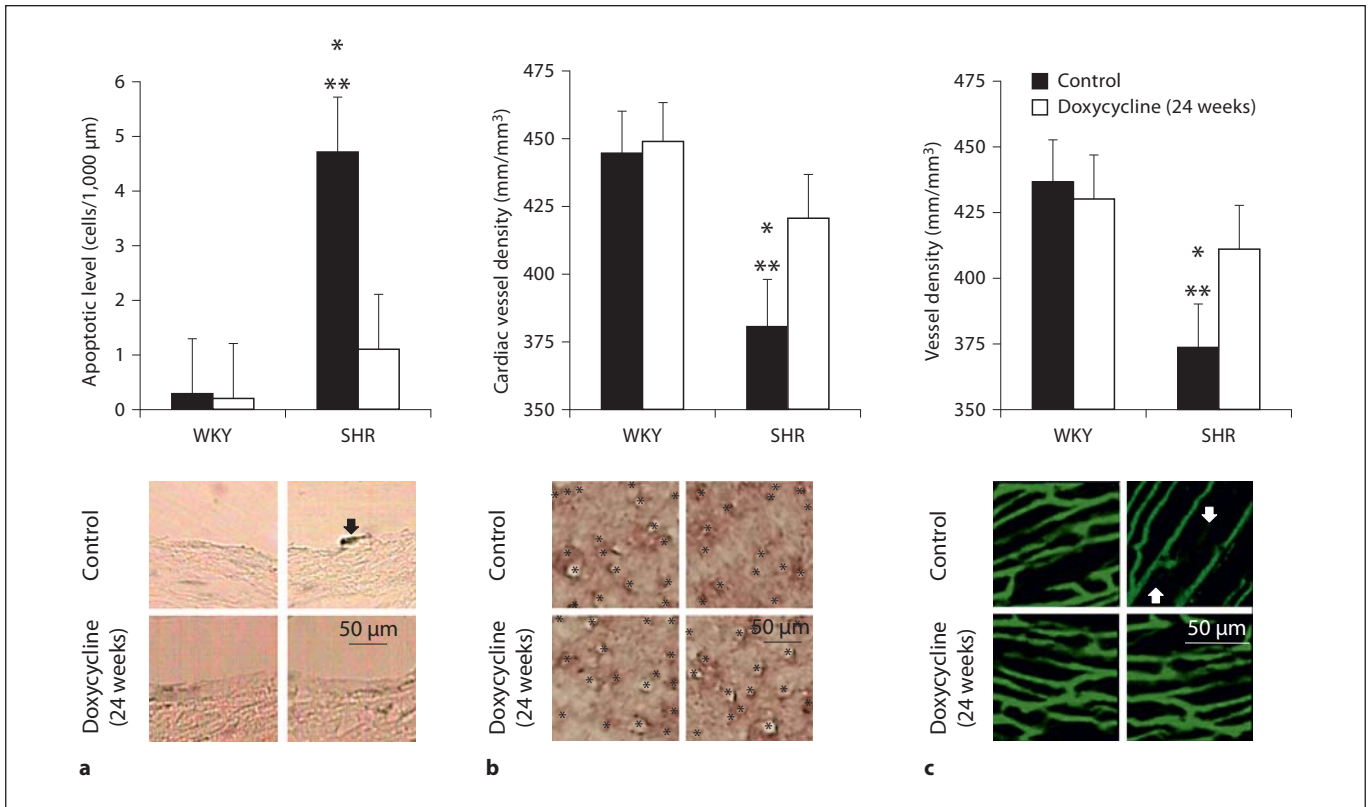 *
**
6
5
4
3
2
1
0
Apoptotic level (cells/1,000 µm)
WKY
SHR
475
450
425
400
375
350
Cardiac vessel density (mm/mm³)
*
**
WKY
SHR
475
450
425
400
375
350
Vessel density (mm/mm³)
Control
Doxycycline (24 weeks)
*
**
WKY
SHR
Control
Doxycycline
(24 weeks)
50 µm
a
Control
Doxycycline
(24 weeks)
50 µm
b
Control
Doxycycline
(24 weeks)
50 µm
c